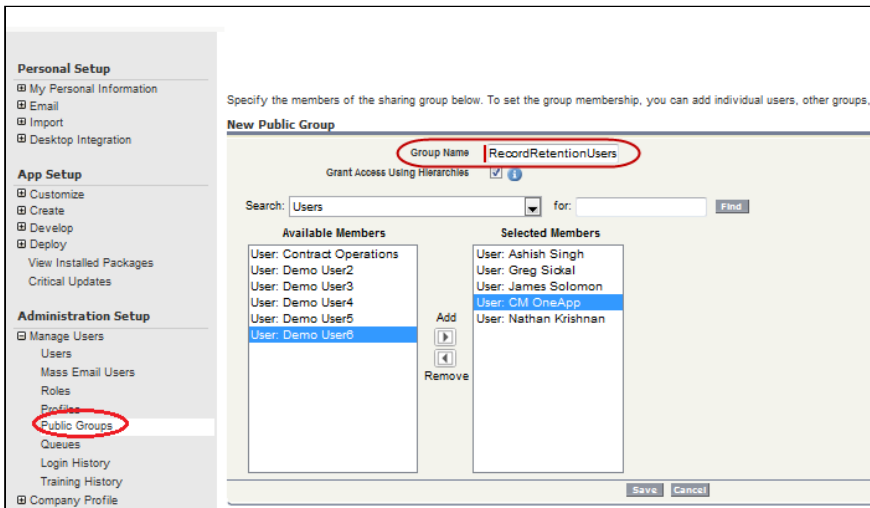 Personal Setup
My Personal Information
Email
Import
Desktop Integration
App Setup
Customize
Create
Develop
Deploy
View Installed Packages
Critical Updates
Administration Setup
Manage Users
Users
Mass Email Users
Roles
Profiles
Public Groups
Queues
Login History
Training History
Company Profile
Specify the members of the sharing group below. To set the group membership, you can add individual users, other groups,
New Public Group
Group Name RecordRetentionUsers
Grant Access Using Hierarchies
Search: Users for: Find
Available Members
User: Contract Operations
User: Demo User2
User: Demo User3
User: Demo User4
User: Demo User5
User: Demo User6
Add
Remove
Selected Members
User: Ashish Singh
User: Greg Sickal
User: James Solomon
User: CM OneApp
User: Nathan Krishnan
Save Cancel